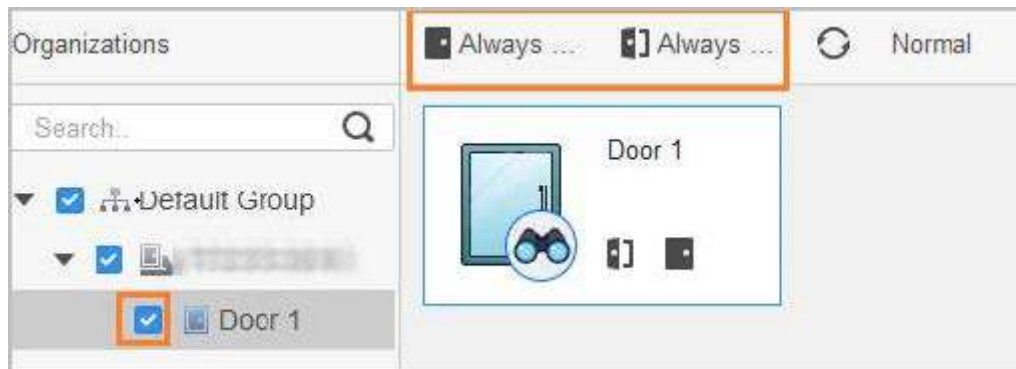 Organizations
Always ... Always ... Normal
Search..
Door 1
Default Group
Door 1